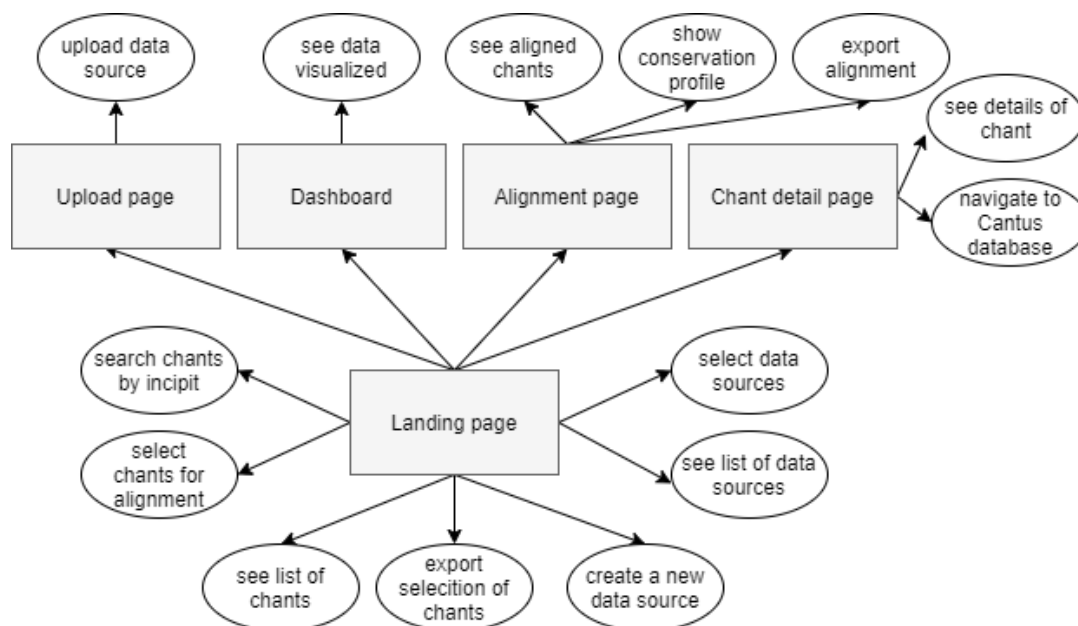 upload data
source
see data
visualized
see aligned
chants
show
conservation
profile
export
alignment
see details of
chant
Upload page
Dashboard
Alignment page
Chant detail page
navigate to
Cantus
database
search chants
by incipit
select data
sources
Landing page
select
chants for
alignment
see list of data
sources
see list of
chants
export
selecition of
chants
create a new
data source